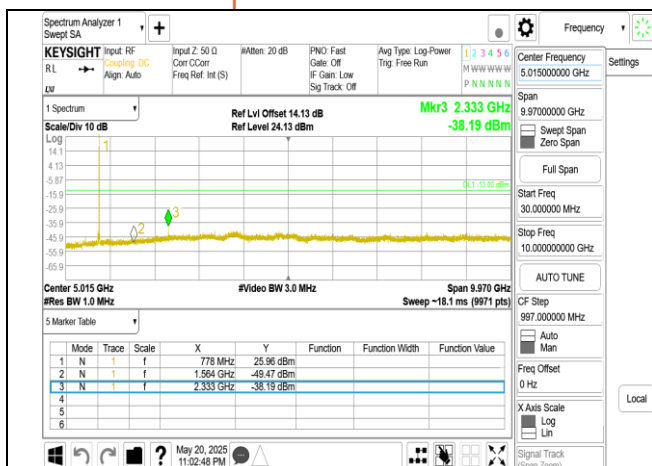 Spectrum Analyzer 1
Swept SA
Frequency
KEYSIGHT Input: RF
Coupling: DC
Align: Auto
Input Z: 50 Ω
Corr CCorr
Freq Ref: Int (S)
#Atten: 20 dB
PNO: Fast
Gate: Off
IF Gain: Low
Sig Track: Off
Avg Type: Log-Power
Trig: Free Run
1 2 3 4 5 6
M W W W W W
P N N N N N
RL
LXI
Center Frequency
5.015000000 GHz
Settings
Span
9.97000000 GHz
Swept Span
Zero Span
Full Span
Start Freq
30.000000 MHz
Stop Freq
10.000000000 GHz
AUTO TUNE
CF Step
997.000000 MHz
Auto
Man
Freq Offset
0 Hz
X Axis Scale
Log
Lin
Local
Signal Track
(Span Zoom)
1 Spectrum
Scale/Div 10 dB
Ref Lvl Offset 14.13 dB
Ref Level 24.13 dBm
Mkr3 2.333 GHz
-38.19 dBm
Log
14.1
4.13
-5.87
-15.9
-25.9
-35.9
-45.9
-55.9
-65.9
1
2
3
DL1 -13.00 dBm
Center 5.015 GHz
#Res BW 1.0 MHz
#Video BW 3.0 MHz
Span 9.970 GHz
Sweep ~18.1 ms (9971 pts)
5 Marker Table
Mode Trace Scale X Y Function Function Width Function Value
1 N 1 f 778 MHz 25.96 dBm
2 N 1 f 1.564 GHz -49.47 dBm
3 N 1 f 2.333 GHz -38.19 dBm
4
5
6
May 20, 2025
11:02:48 PM